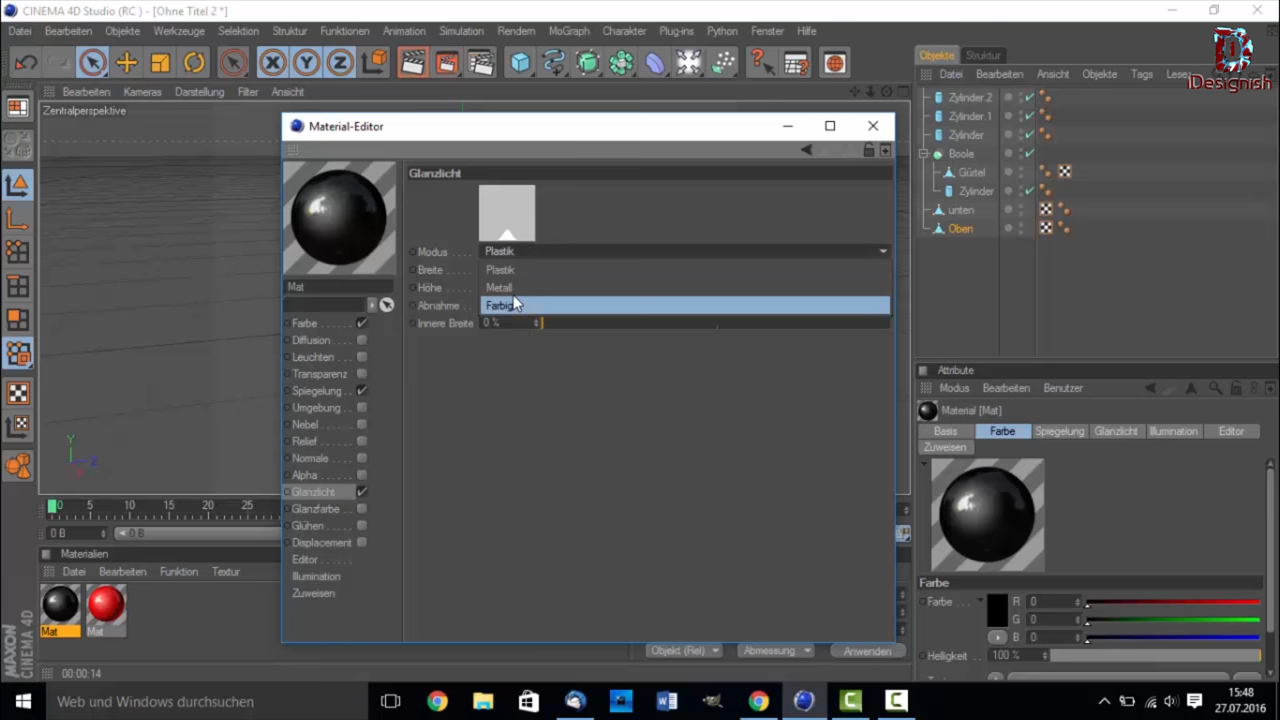 CINEMA 4D Studio (RC ) - [Ohne Titel 2 *]
Datei Bearbeiten Objekte Werkzeuge Selektion Struktur Funktionen Animation Simulation Rendern MoGraph Charakter Plug-ins Python Fenster Hilfe
iDesignish
X Y Z
Objekte Struktur
Datei Bearbeiten Ansicht Objekte Tags Lese
Bearbeiten Kameras Darstellung Filter Ansicht
Zentralperspektive
Zylinder 2
Zylinder.1
Zylinder
Boole
Gürtel
Zylinder
unten
Oben
Material-Editor
Glanzlicht
Modus Plastik
Breite Plastik
Höhe Metall
Abnahme Farbig
Innere Breite 0 %
Mat
Farbe
Diffusion
Leuchten
Transparenz
Spiegelung
Umgebung
Nebel
Relief
Normale
Alpha
Glanzlicht
Glanzfarbe
Glühen
Displacement
Editor
Illumination
Zuweisen
Y
Z
0 5 10 15 20 25
0 B 0 B
Materialien
Datei Bearbeiten Funktion Textur
Mat Mat
MAXON CINEMA 4D
00:00:14
Objekt (Rel) Abmessung Anwenden
Attribute
Modus Bearbeiten Benutzer
Material [Mat]
Basis Farbe Spiegelung Glanzlicht Illumination Editor
Zuweisen
Farbe
Farbe R 0
G 0
B 0
Helligkeit 100 %
Web und Windows durchsuchen
15:48
27.07.2016